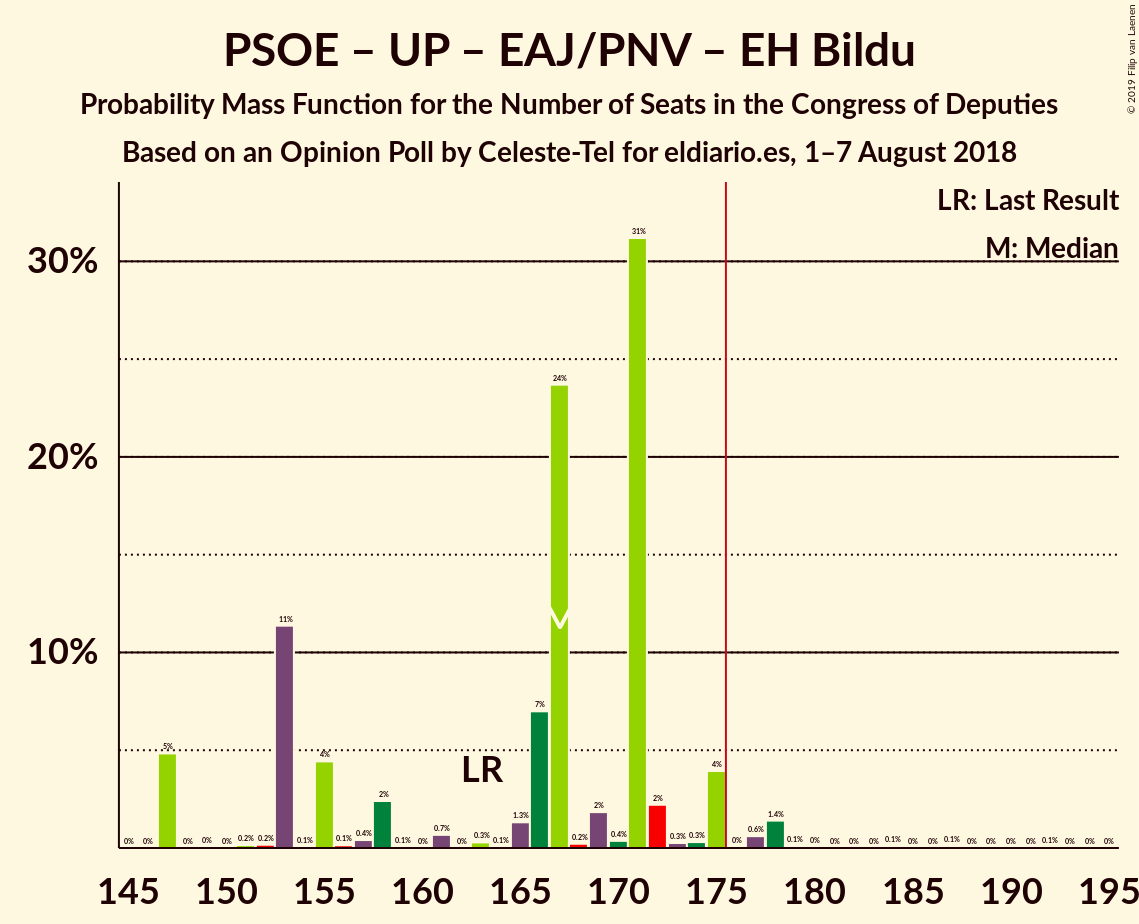 PSOE – UP – EAJ/PNV – EH Bildu
Probability Mass Function for the Number of Seats in the Congress of Deputies
Based on an Opinion Poll by Celeste-Tel for eldiario.es, 1–7 August 2018
© 2019 Filip van Laenen
LR: Last Result
M: Median
30%
20%
10%
0% 0% 5% 0% 0% 0% 0.2% 0.2% 11% 0.1% 4% 0.1% 0.4% 2% 0.1% 0% 0.7% 0% 0.3% 0.1% 1.3% 7% 24% 0.2% 2% 0.4% 31% 2% 0.3% 0.3% 4% 0% 0.6% 1.4% 0.1% 0% 0% 0% 0% 0.1% 0% 0% 0.1% 0% 0% 0% 0% 0.1% 0% 0% 0%
M
LR
145 150 155 160 165 170 175 180 185 190 195